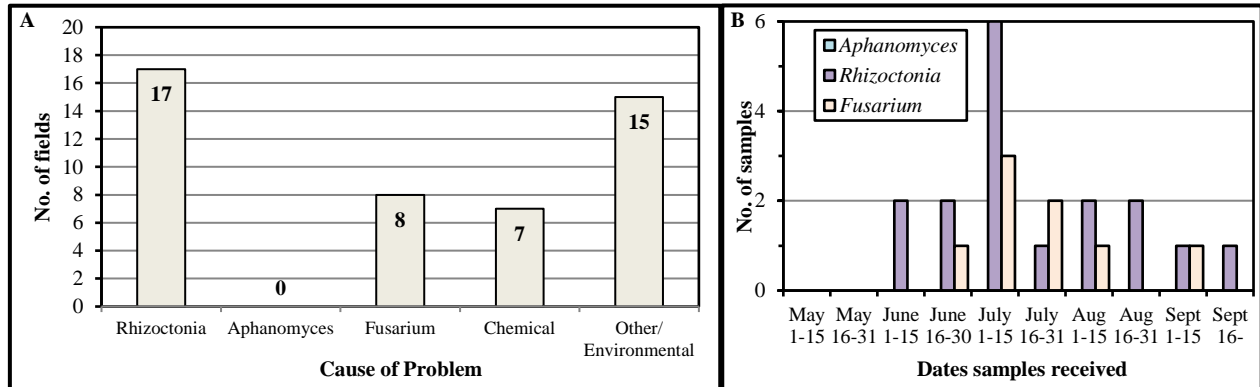 A
No. of fields
20
18
16
14
12
10
8
6
4
2
0
17
0
8
7
15
Rhizoctonia Aphanomyces Fusarium Chemical Other/
Environmental
Cause of Problem
B
No. of samples
6
4
2
0
Aphanomyces
Rhizoctonia
Fusarium
May May June June July July Aug Aug Sept Sept
1-15 16-31 1-15 16-30 1-15 16-31 1-15 16-31 1-15 16-
Dates samples received